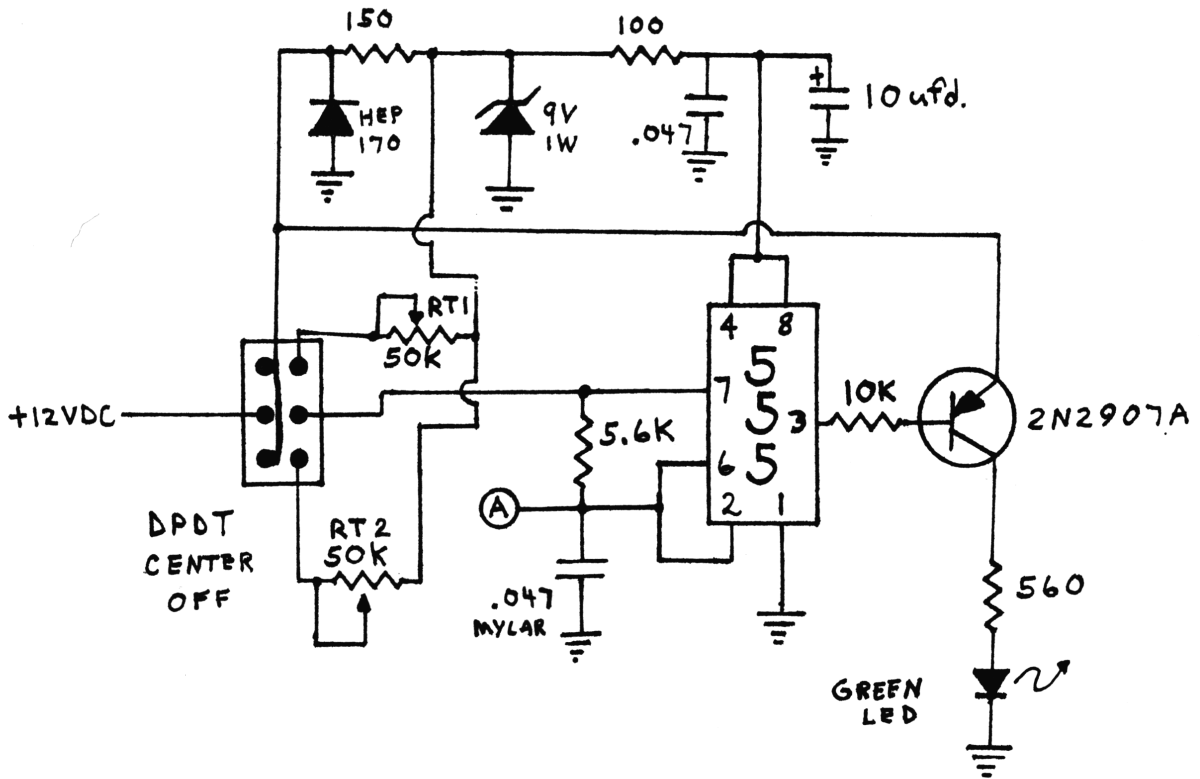 150
100
HEP
170
9V
1W
.047
+
10 ufd.
RT1
50K
4 8
7
5
5
5
3
6
2 1
10K
2N2907A
+12VDC
5.6K
A
DPDT
CENTER
OFF
RT2
50K
.047
MYLAR
560
GREEN
LED